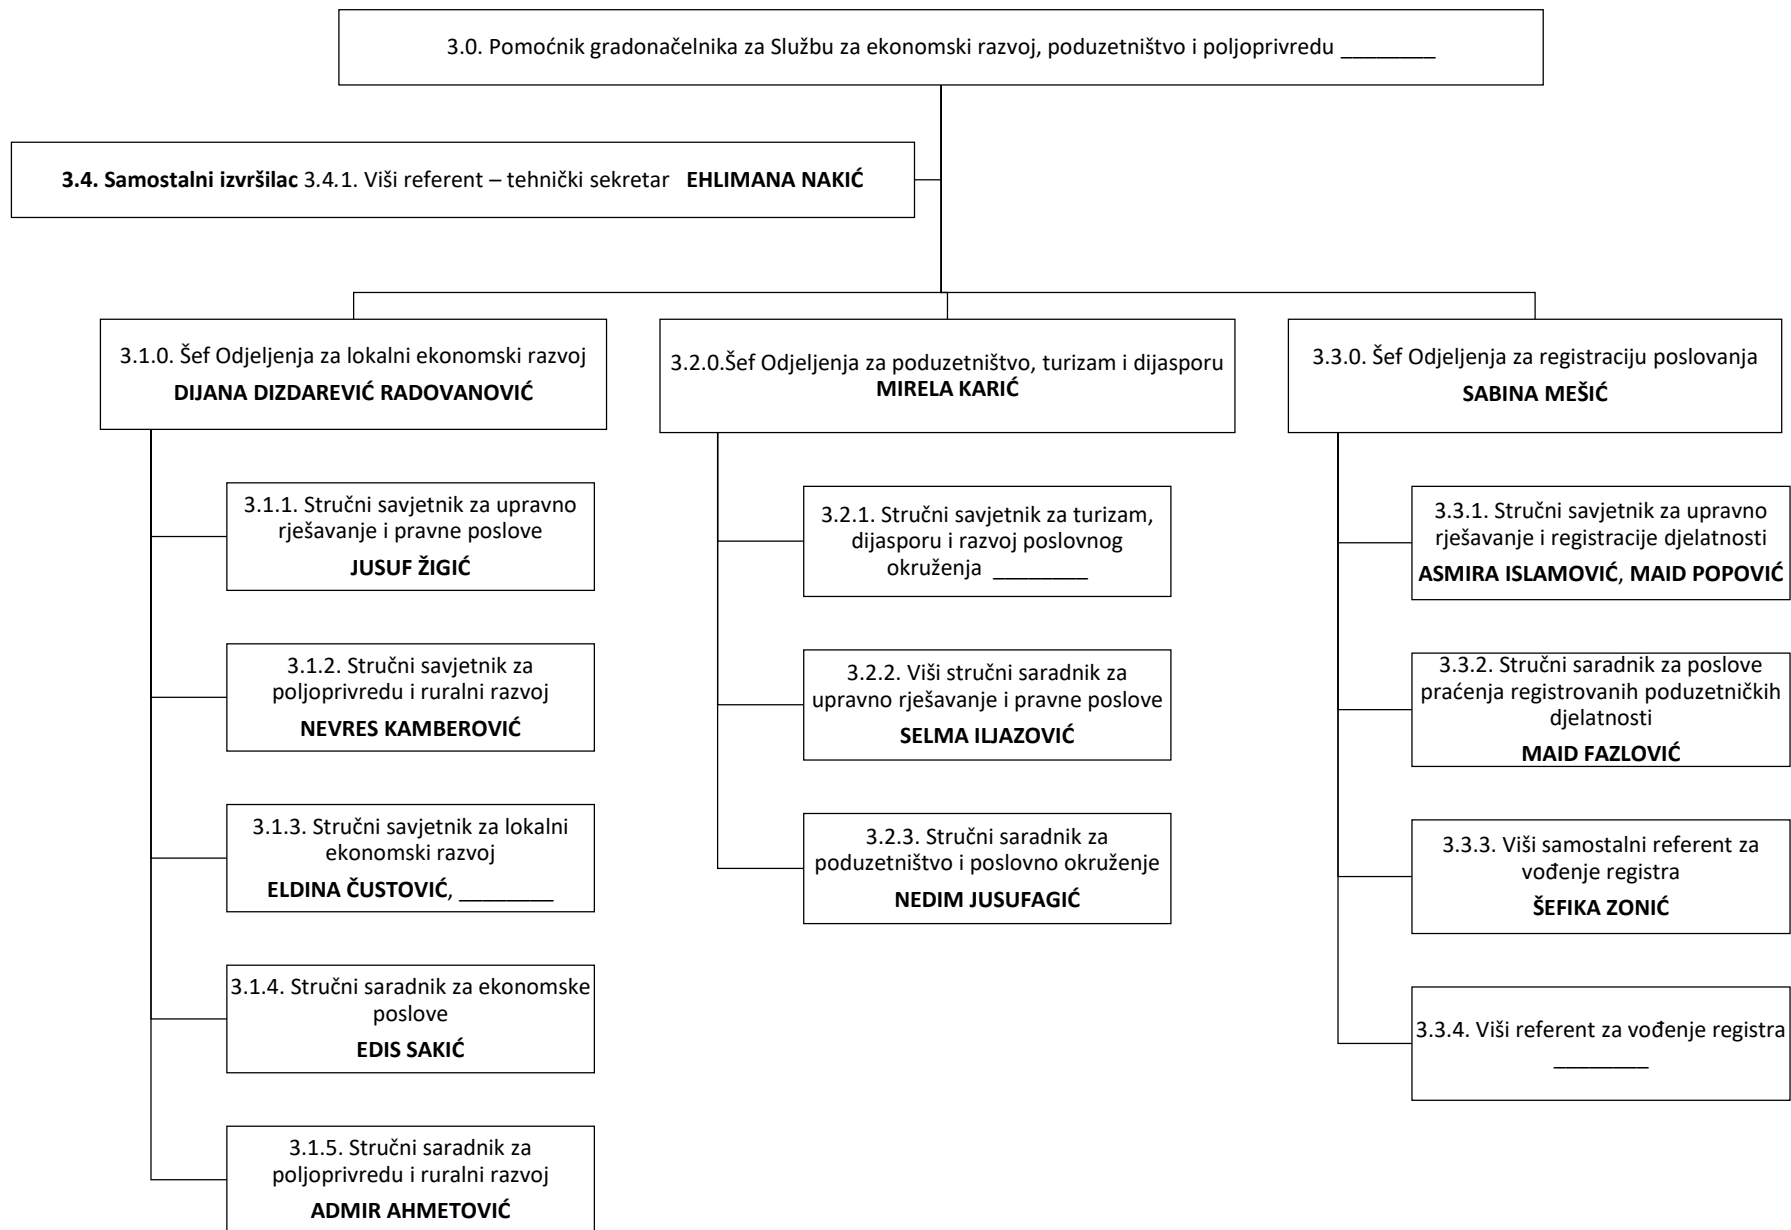 3.0. Pomoćnik gradonačelnika za Službu za ekonomski razvoj, poduzetništvo i poljoprivredu ________
3.4. Samostalni izvršilac 3.4.1. Viši referent – tehnički sekretar EHLIMANA NAKIĆ
3.1.0. Šef Odjeljenja za lokalni ekonomski razvoj
DIJANA DIZDAREVIĆ RADOVANOVIĆ
3.1.1. Stručni savjetnik za upravno
rješavanje i pravne poslove
JUSUF ŽIGIĆ
3.1.2. Stručni savjetnik za
poljoprivredu i ruralni razvoj
NEVRES KAMBEROVIĆ
3.1.3. Stručni savjetnik za lokalni
ekonomski razvoj
ELDINA ČUSTOVIĆ, ________
3.1.4. Stručni saradnik za ekonomske
poslove
EDIS SAKIĆ
3.1.5. Stručni saradnik za
poljoprivredu i ruralni razvoj
ADMIR AHMETOVIĆ
3.2.0.Šef Odjeljenja za poduzetništvo, turizam i dijasporu
MIRELA KARIĆ
3.2.1. Stručni savjetnik za turizam,
dijasporu i razvoj poslovnog
okruženja ________
3.2.2. Viši stručni saradnik za
upravno rješavanje i pravne poslove
SELMA ILJAZOVIĆ
3.2.3. Stručni saradnik za
poduzetništvo i poslovno okruženje
NEDIM JUSUFAGIĆ
3.3.0. Šef Odjeljenja za registraciju poslovanja
SABINA MEŠIĆ
3.3.1. Stručni savjetnik za upravno
rješavanje i registracije djelatnosti
ASMIRA ISLAMOVIĆ, MAID POPOVIĆ
3.3.2. Stručni saradnik za poslove
praćenja registrovanih poduzetničkih
djelatnosti
MAID FAZLOVIĆ
3.3.3. Viši samostalni referent za
vođenje registra
ŠEFIKA ZONIĆ
3.3.4. Viši referent za vođenje registra
________